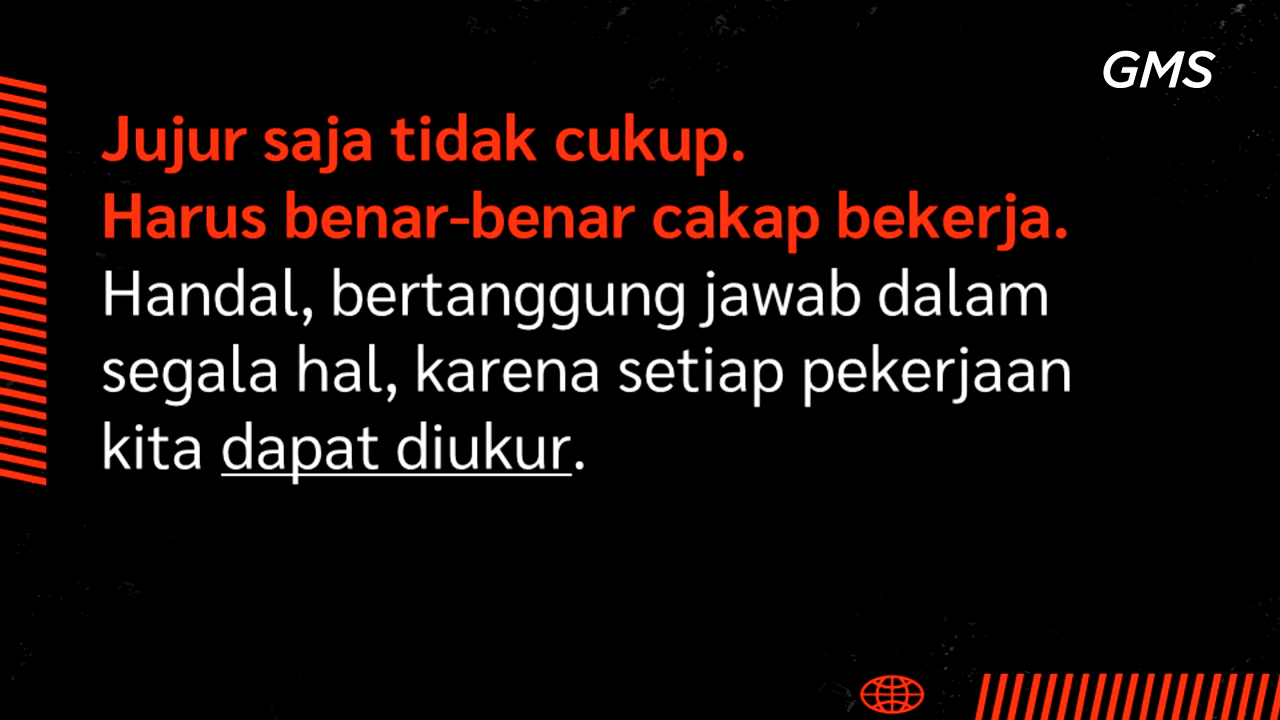 GMS
Jujur saja tidak cukup.
Harus benar-benar cakap bekerja.
Handal, bertanggung jawab dalam
segala hal, karena setiap pekerjaan
kita dapat diukur.